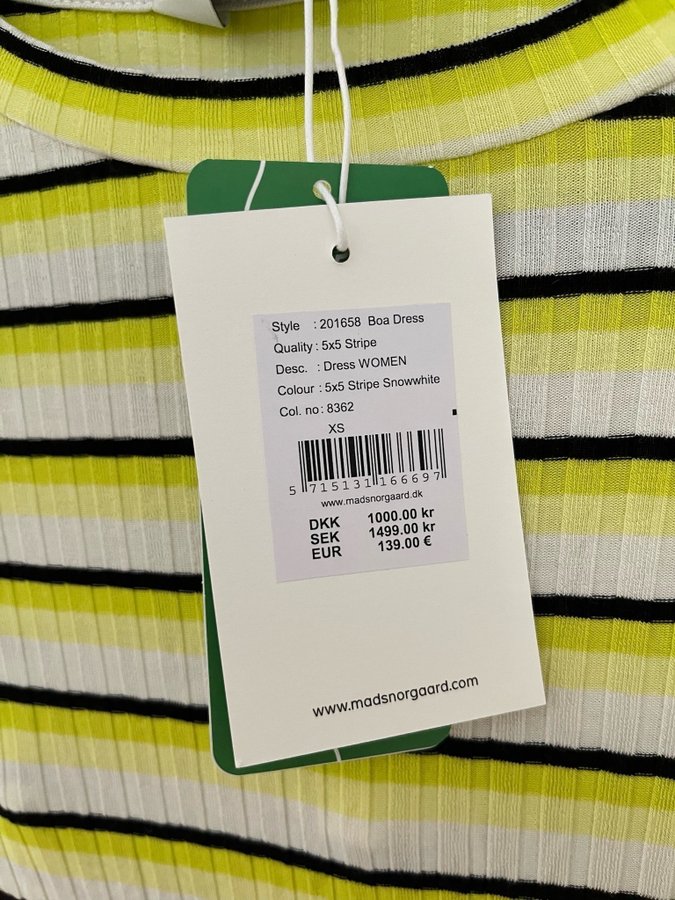 Style : 201658 Boa Dress
Quality : 5x5 Stripe
Desc. : Dress WOMEN
Colour : 5x5 Stripe Snowwhite
Col. no : 8362
XS
5 715131 166697
www.madsnorgaard.dk
DKK 1000.00 kr
SEK 1499.00 kr
EUR 139.00 €
www.madsnorgaard.com